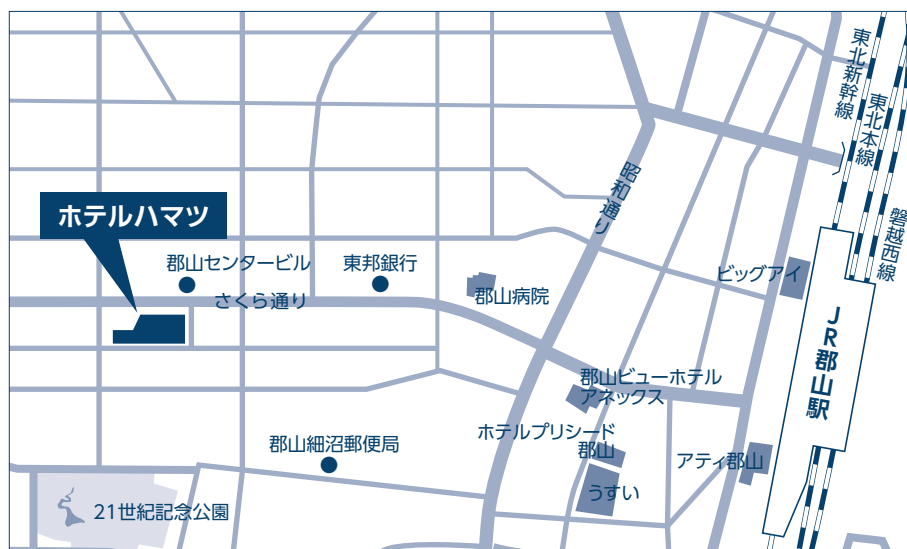 東北新幹線
東北本線
磐越西線
昭和通り
ホテルハマツ
郡山センタービル
東邦銀行
さくら通り
郡山病院
ビッグアイ
JR郡山駅
郡山ビューホテル
アネックス
ホテルプリシード
郡山
郡山細沼郵便局
アティ郡山
うすい
21世紀記念公園